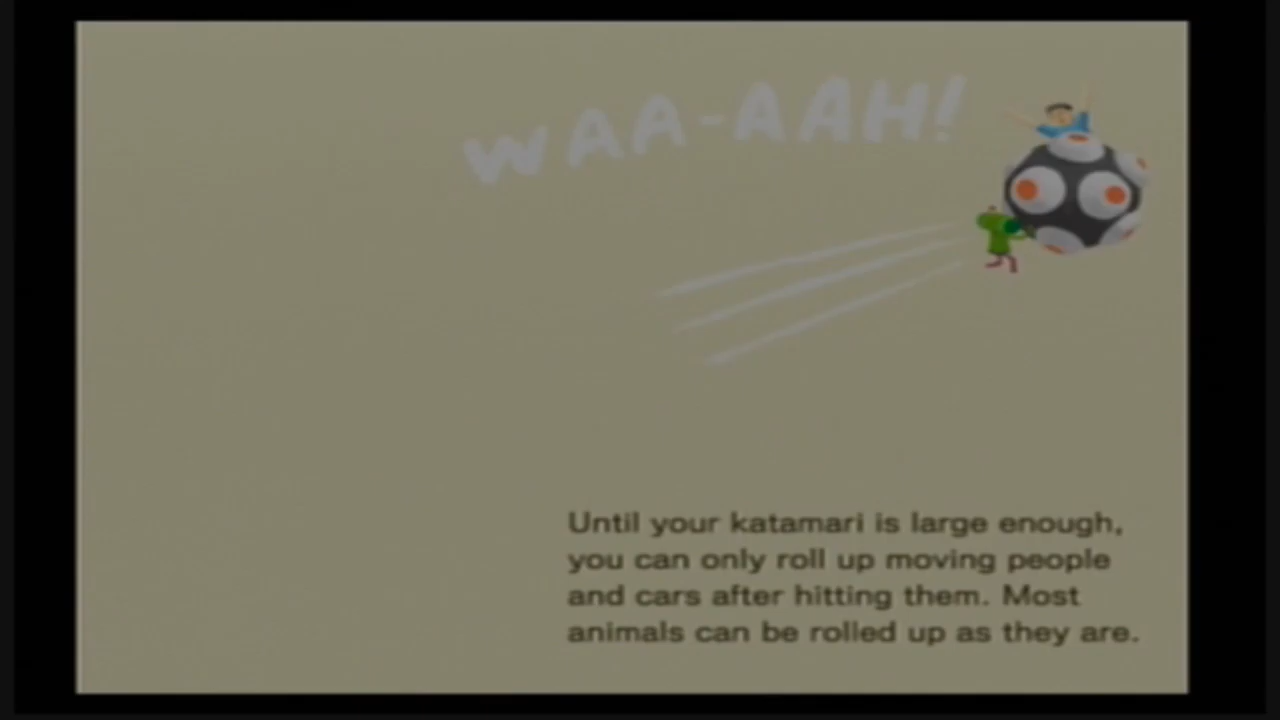 WAA-AAH!
Until your katamari is large enough,
you can only roll up moving people
and cars after hitting them. Most
animals can be rolled up as they are.